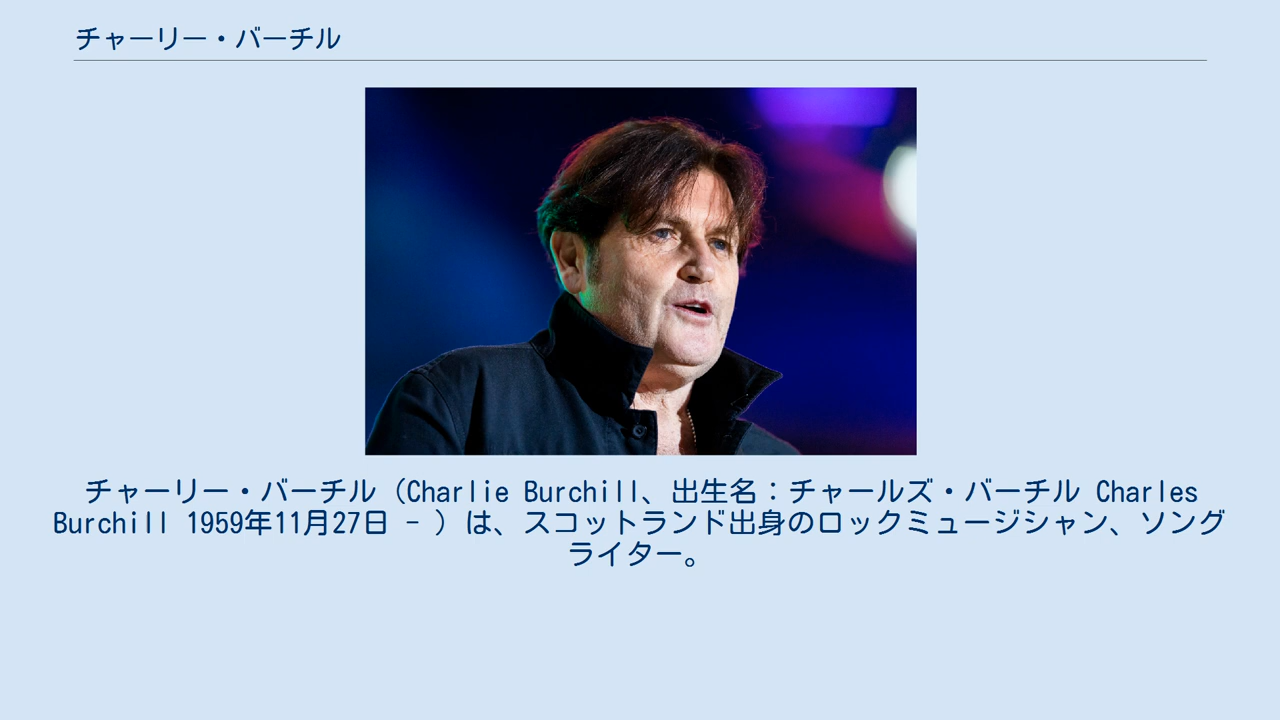 チャーリー・バーチル
チャーリー・バーチル（Charlie Burchill、出生名：チャールズ・バーチル Charles
Burchill 1959年11月27日 - ）は、スコットランド出身のロックミュージシャン、ソング
ライター。